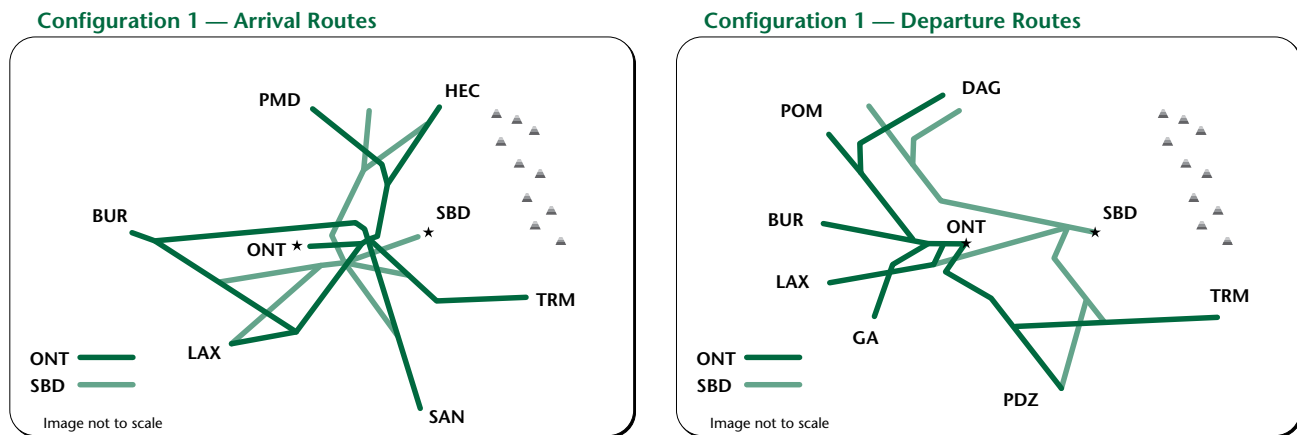 Configuration 1 — Arrival Routes
PMD
HEC
BUR
SBD
ONT
TRM
LAX
ONT
SBD
SAN
Image not to scale
Configuration 1 — Departure Routes
DAG
POM
BUR
ONT
SBD
LAX
TRM
GA
ONT
SBD
PDZ
Image not to scale